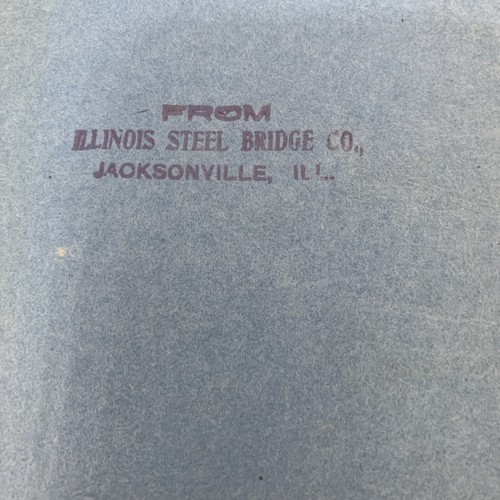 FROM
ILLINOIS STEEL BRIDGE CO.,
JACKSONVILLE, ILL.